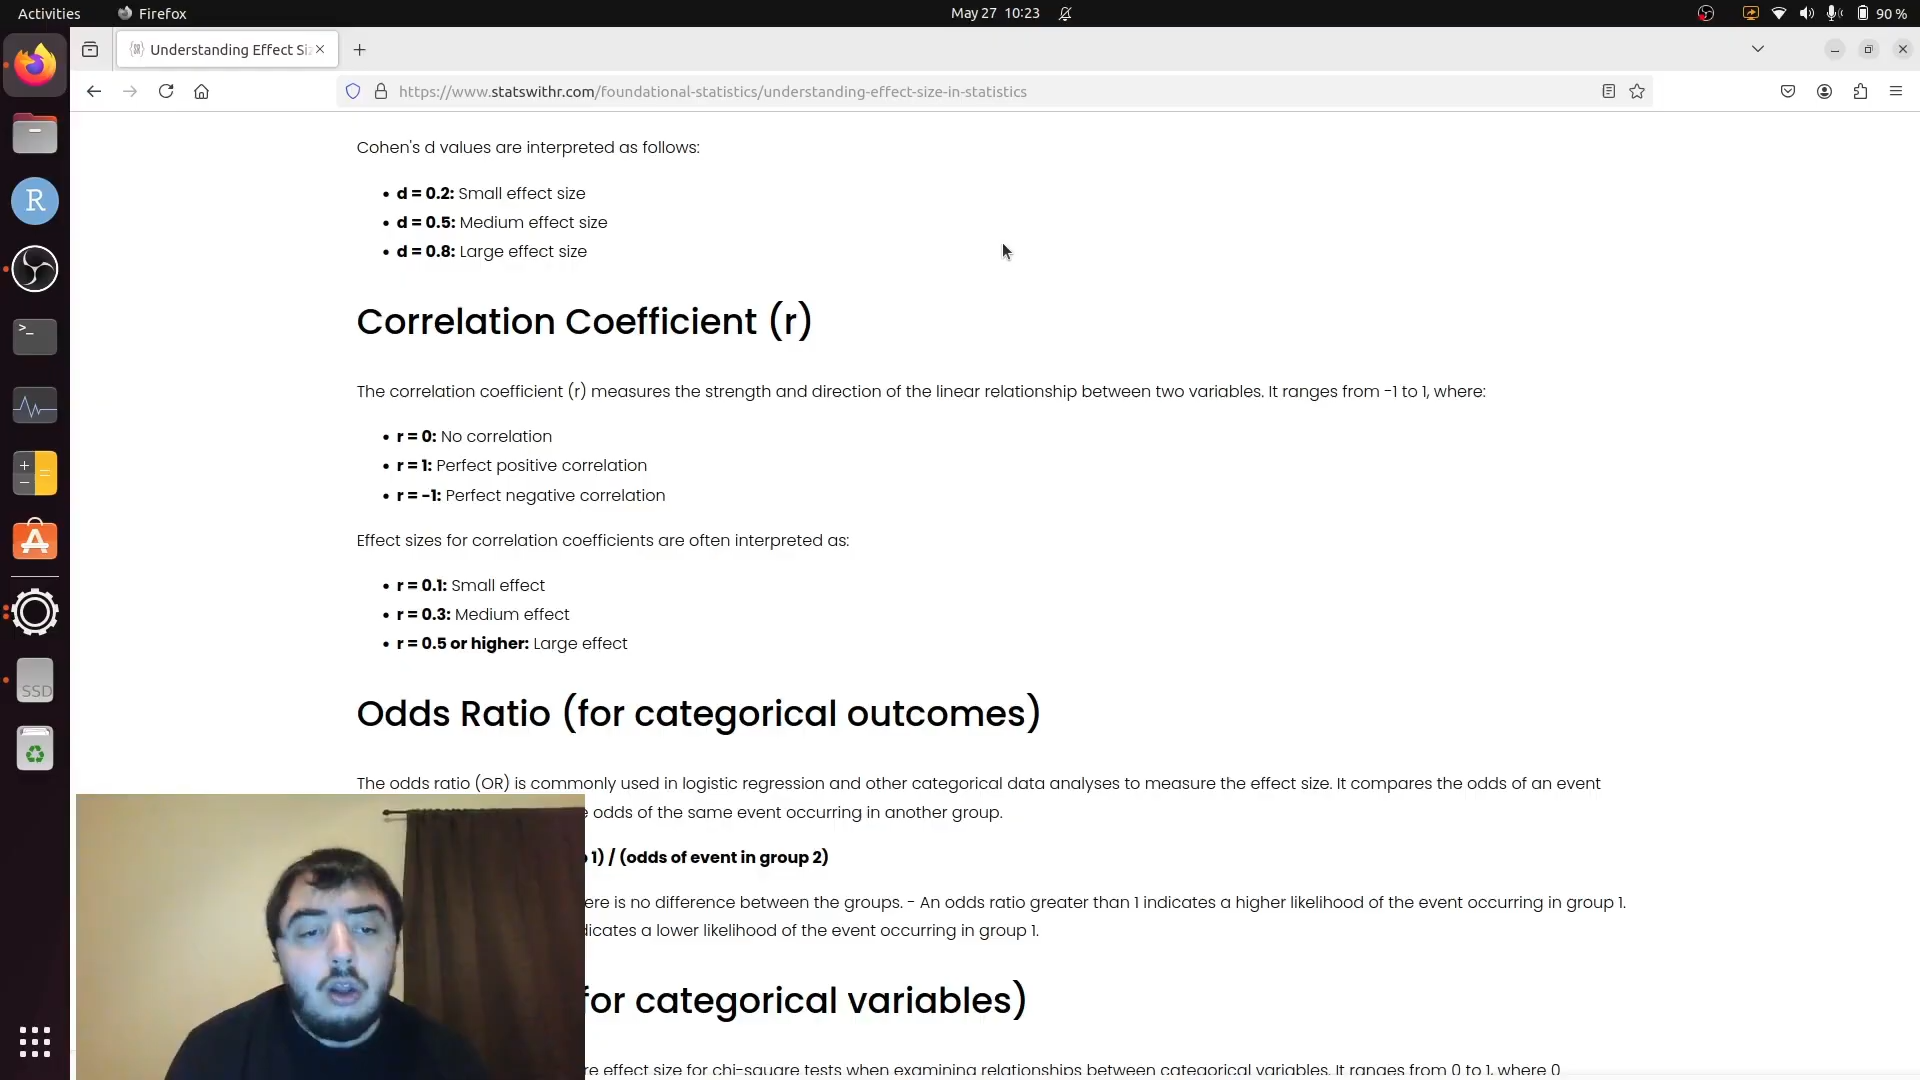 Activities
Firefox
May 27 10:23
90 %
Understanding Effect Si
https://www.statswithr.com/foundational-statistics/understanding-effect-size-in-statistics
Cohen's d values are interpreted as follows:
• d = 0.2: Small effect size
• d = 0.5: Medium effect size
• d = 0.8: Large effect size
Correlation Coefficient (r)
The correlation coefficient (r) measures the strength and direction of the linear relationship between two variables. It ranges from -1 to 1, where:
• r = 0: No correlation
• r = 1: Perfect positive correlation
• r = -1: Perfect negative correlation
Effect sizes for correlation coefficients are often interpreted as:
• r = 0.1: Small effect
• r = 0.3: Medium effect
• r = 0.5 or higher: Large effect
Odds Ratio (for categorical outcomes)
The odds ratio (OR) is commonly used in logistic regression and other categorical data analyses to measure the effect size. It compares the odds of an event
odds of the same event occurring in another group.
1) / (odds of event in group 2)
ere is no difference between the groups. - An odds ratio greater than 1 indicates a higher likelihood of the event occurring in group 1.
dicates a lower likelihood of the event occurring in group 1.
for categorical variables)
re effect size for chi-square tests when examining relationships between categorical variables. It ranges from 0 to 1, where 0
R
SSD